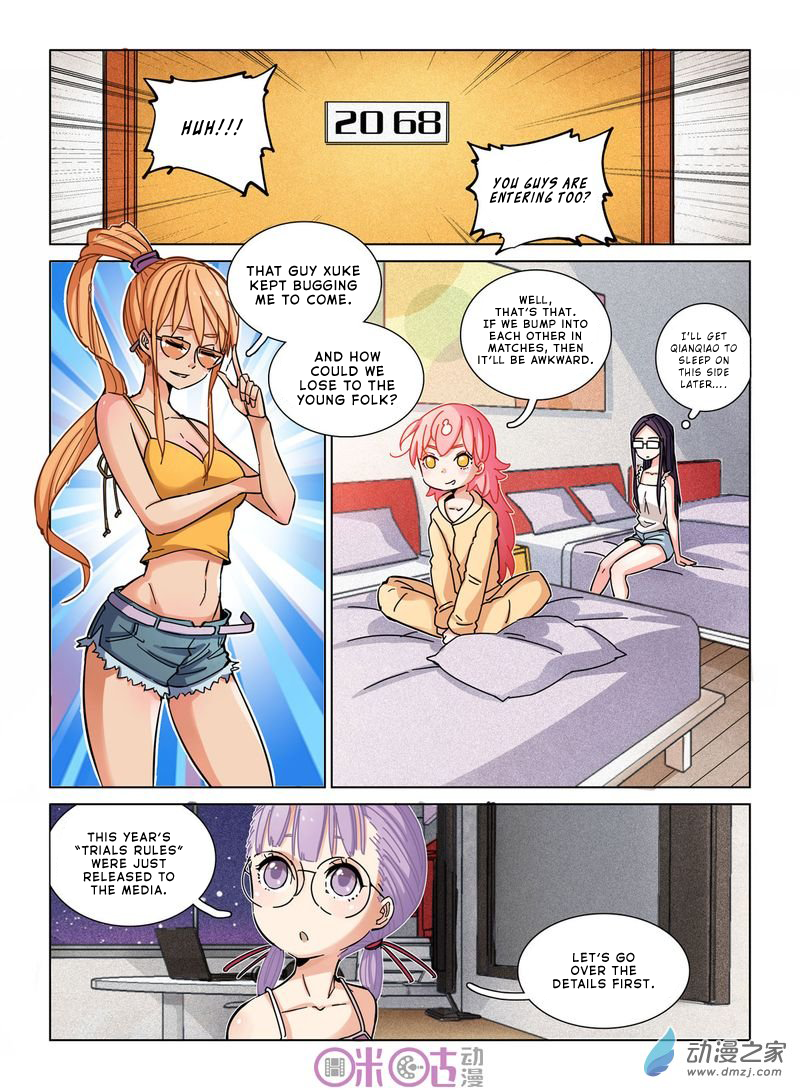 HUH!!!
20 68
YOU GUYS ARE
ENTERING TOO?
THAT GUY XUKE
KEPT BUGGING
ME TO COME.
AND HOW
COULD WE
LOSE TO THE
YOUNG FOLK?
WELL,
THAT'S THAT.
IF WE BUMP INTO
EACH OTHER IN
MATCHES, THEN
IT'LL BE AWKWARD.
I'LL GET
QIANQIAO TO
SLEEP ON
THIS SIDE
LATER....
THIS YEAR'S
"TRIALS RULES"
WERE JUST
RELEASED TO
THE MEDIA.
LET'S GO
OVER THE
DETAILS FIRST.
咪咕动漫
动漫之家
www.dmzj.com